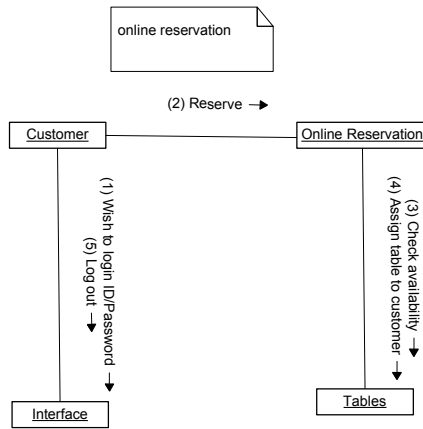 online reservation
(2) Reserve
Customer
Online Reservation
(1) Wish to login ID/Password
(5) Log out
(3) Check availability
(4) Assign table to customer
Interface
Tables